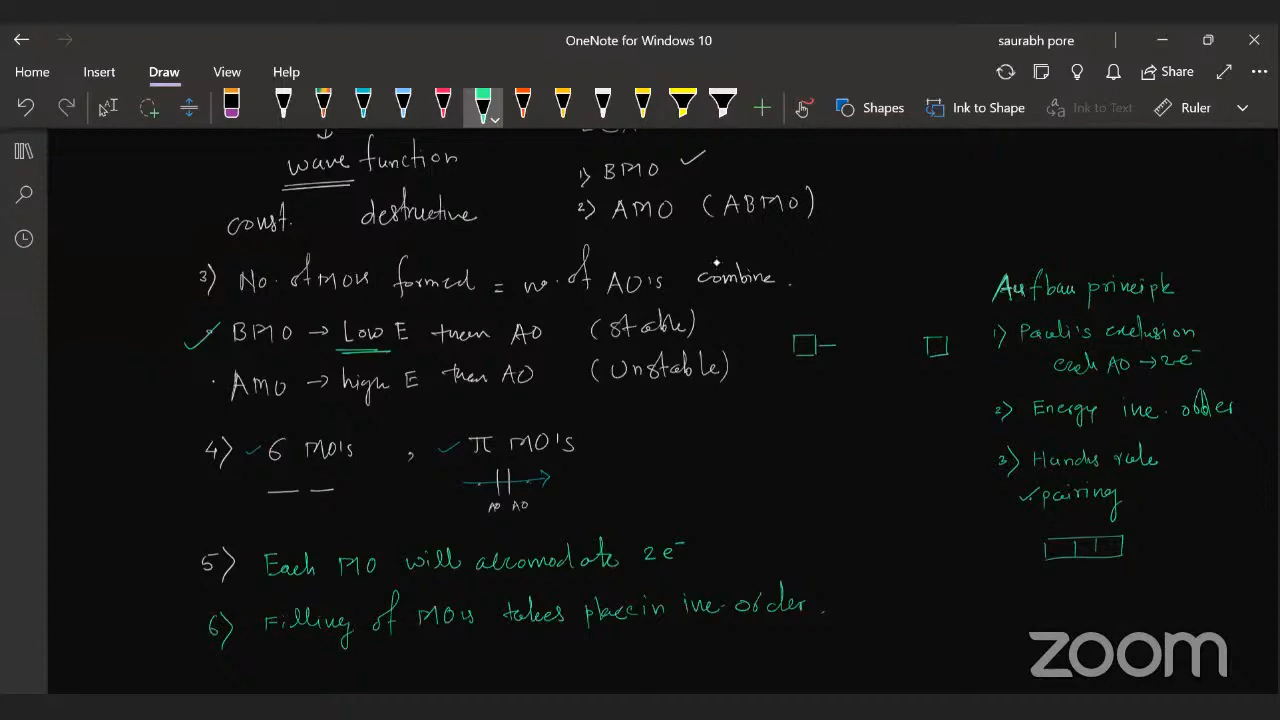 OneNote for Windows 10
saurabh pore
Home Insert Draw View Help
Share
Shapes
Ink to Shape
Ink to Text
Ruler
wave function
const. destructive
1) BMO ✓
2) AMO (ABMO)
3) No. of MO's formed = no. of AO's combine.
BMO → Low E than AO (Stable)
AMO → high E than AO (Unstable)
4) ✓ 6 MO's , ✓ π MO's
AO AO
5) Each MO will accomodate 2e⁻
6) Filling of MO's takes place in inc. order.
Aufbau principle
1) Pauli's exclusion
each AO → 2e⁻
2) Energy inc. order
3) Hunds rule
✓ pairing
zoom